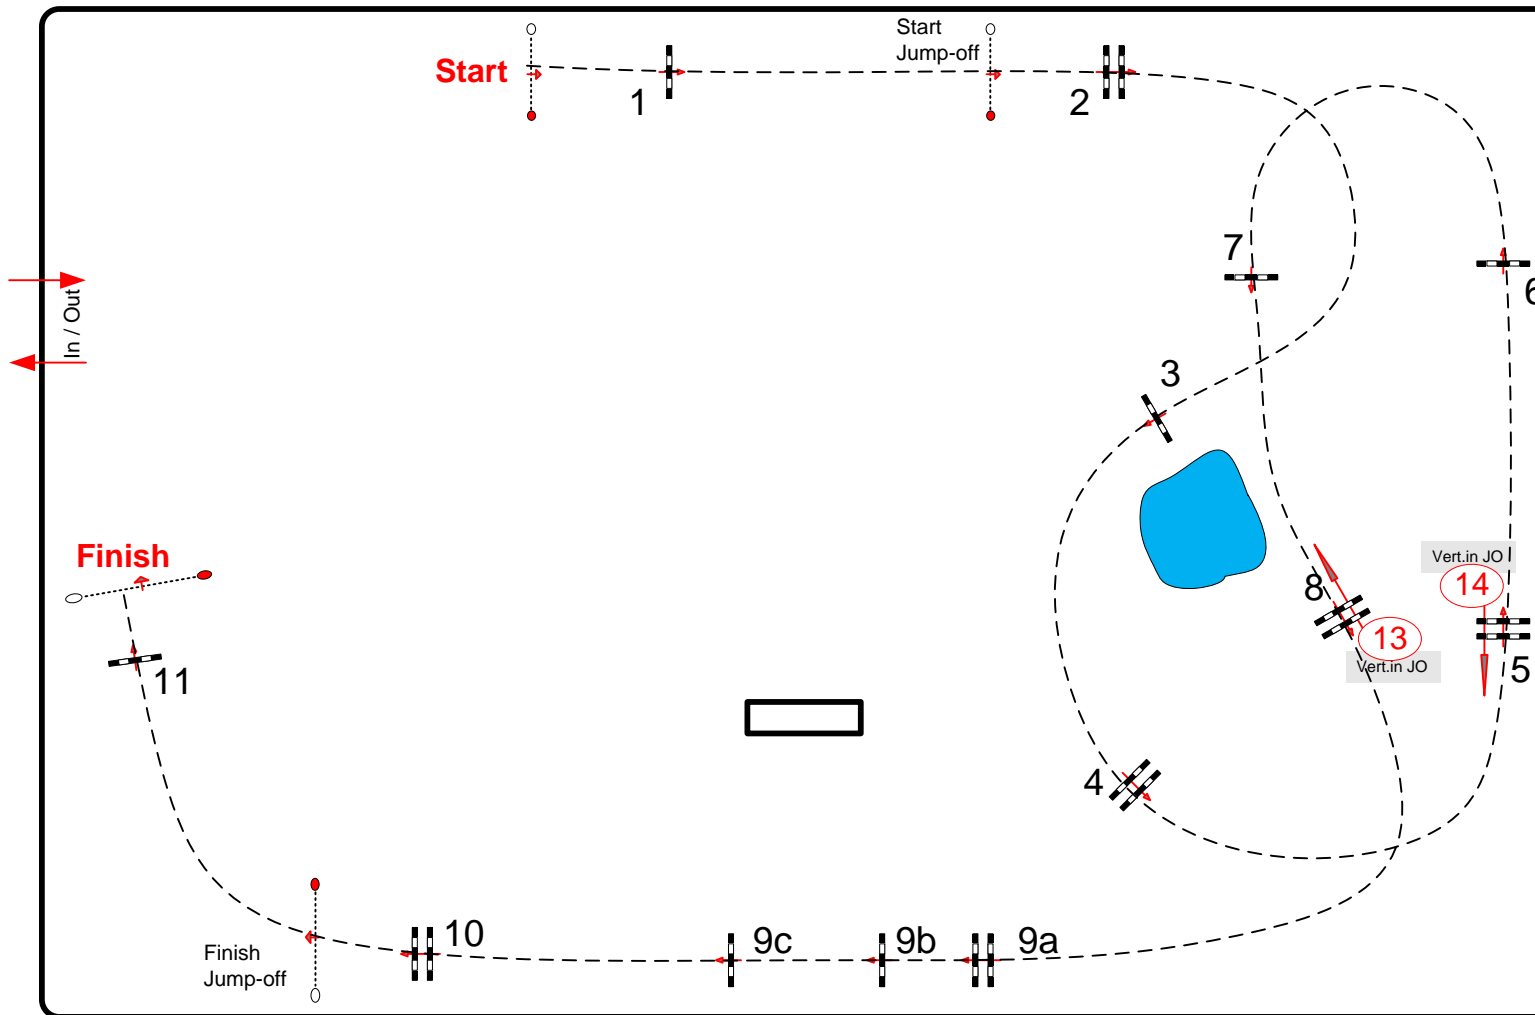 Start
Jump-off
Start
1
2
7
6
In / Out
3
Finish
Vert.in JO
14
8
13
Vert.in JO
5
11
4
10
9c
9b
9a
Finish
Jump-off